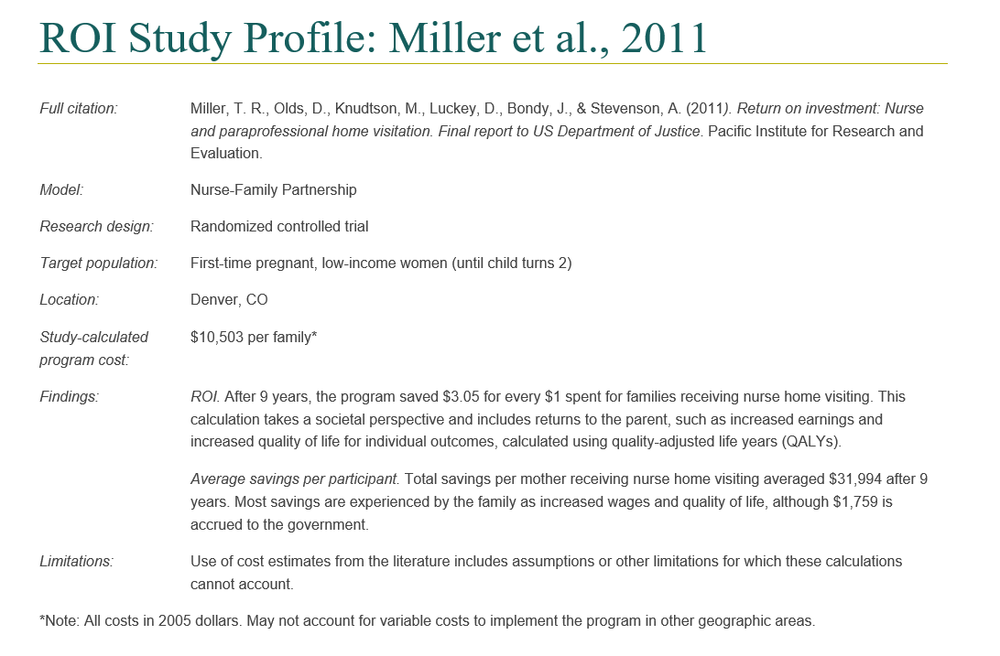 ROI Study Profile: Miller et al., 2011
Full citation:
Miller, T. R., Olds, D., Knudtson, M., Luckey, D., Bondy, J., & Stevenson, A. (2011). Return on investment: Nurse
and paraprofessional home visitation. Final report to US Department of Justice. Pacific Institute for Research and
Evaluation.
Model:
Nurse-Family Partnership
Research design:
Randomized controlled trial
Target population:
First-time pregnant, low-income women (until child turns 2)
Location:
Denver, CO
Study-calculated
program cost:
$10,503 per family*
Findings:
ROI. After 9 years, the program saved $3.05 for every $1 spent for families receiving nurse home visiting. This
calculation takes a societal perspective and includes returns to the parent, such as increased earnings and
increased quality of life for individual outcomes, calculated using quality-adjusted life years (QALYs).
Average savings per participant. Total savings per mother receiving nurse home visiting averaged $31,994 after 9
years. Most savings are experienced by the family as increased wages and quality of life, although $1,759 is
accrued to the government.
Limitations:
Use of cost estimates from the literature includes assumptions or other limitations for which these calculations
cannot account.
*Note: All costs in 2005 dollars. May not account for variable costs to implement the program in other geographic areas.